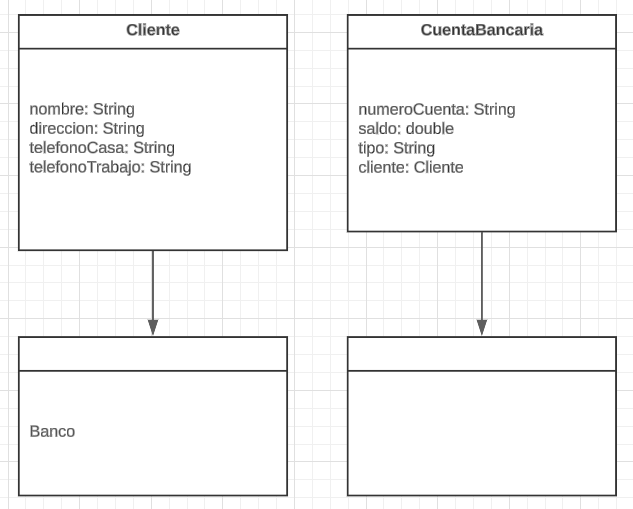 Cliente
nombre: String
direccion: String
telefonoCasa: String
telefonoTrabajo: String
CuentaBancaria
numeroCuenta: String
saldo: double
tipo: String
cliente: Cliente
Banco